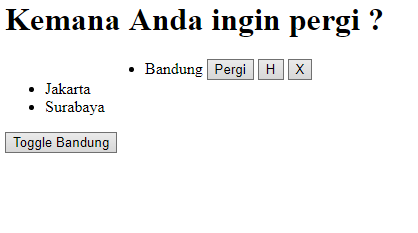 Kemana Anda ingin pergi ?
Bandung Pergi H X
Jakarta
Surabaya
Toggle Bandung